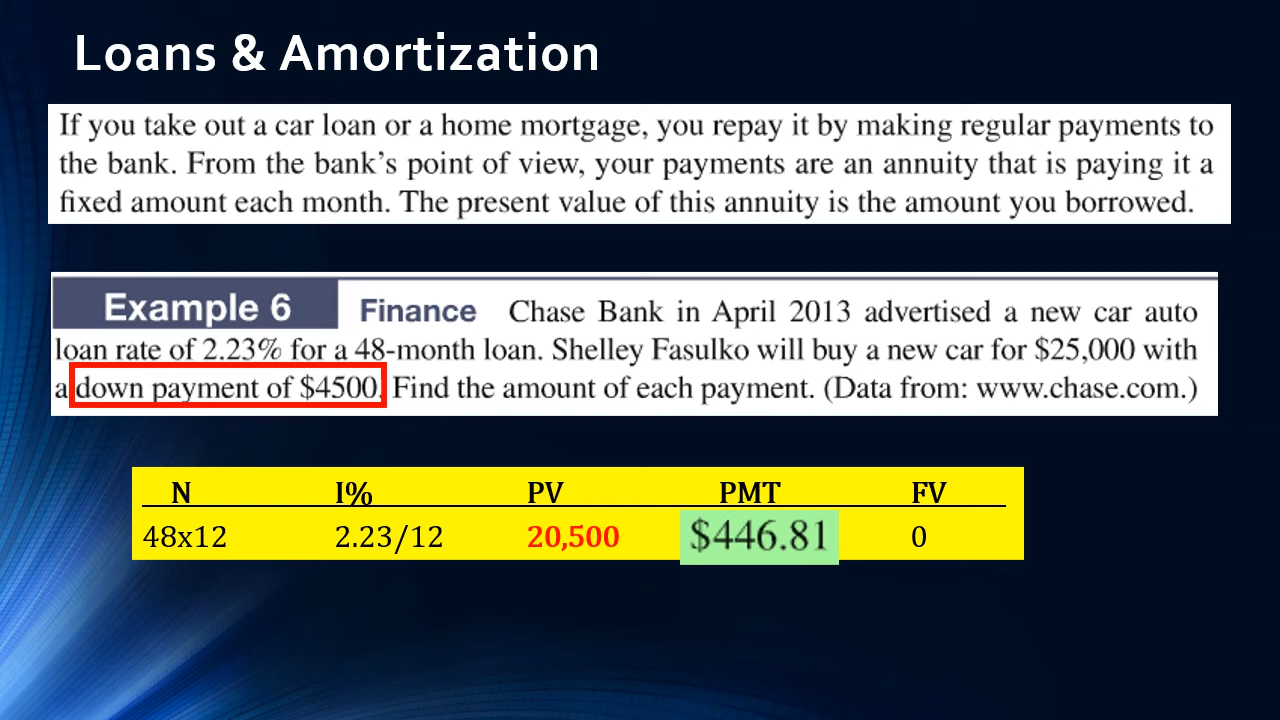 Loans & Amortization
If you take out a car loan or a home mortgage, you repay it by making regular payments to
the bank. From the bank's point of view, your payments are an annuity that is paying it a
fixed amount each month. The present value of this annuity is the amount you borrowed.
Example 6 Finance Chase Bank in April 2013 advertised a new car auto
loan rate of 2.23% for a 48-month loan. Shelley Fasulko will buy a new car for $25,000 with
a down payment of $4500. Find the amount of each payment. (Data from: www.chase.com.)
N I% PV PMT FV
48x12 2.23/12 20,500 $446.81 0